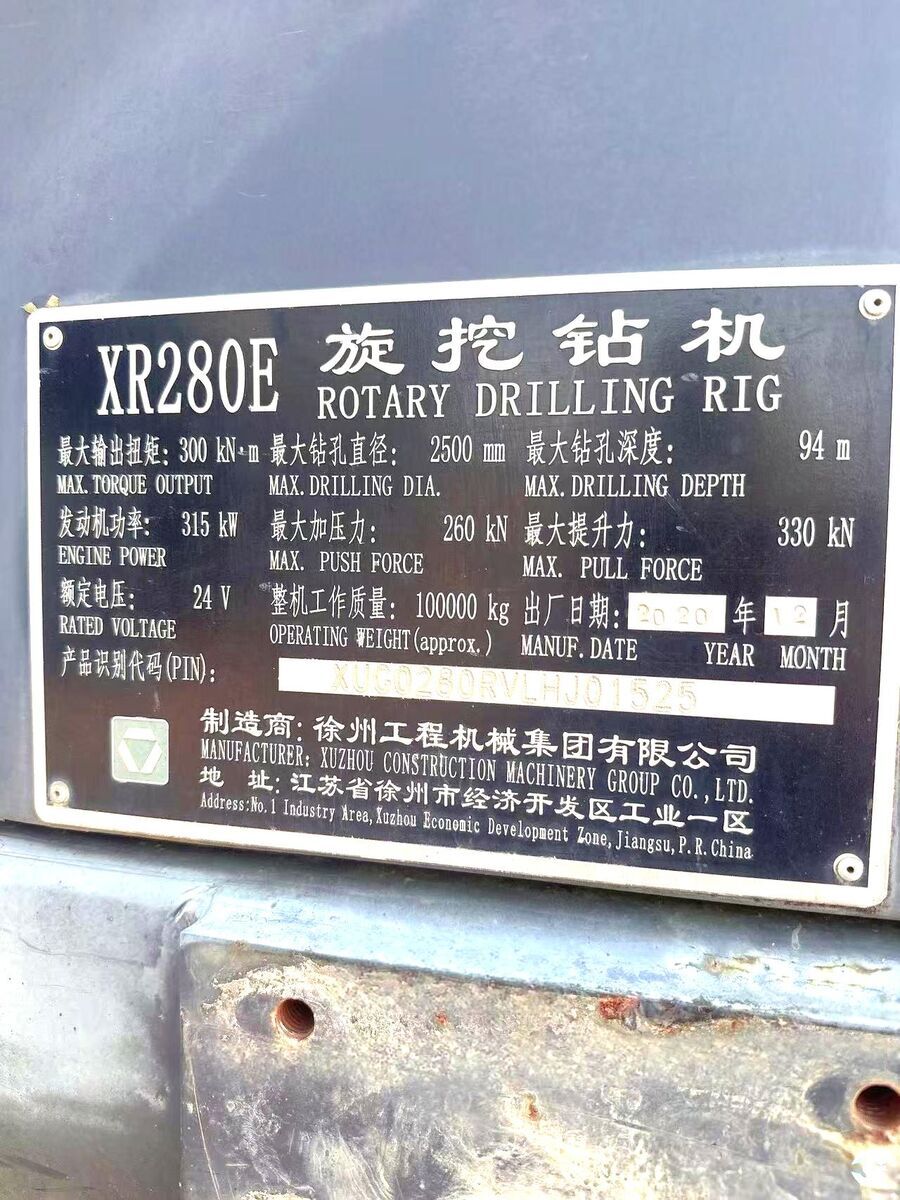 XR280E 旋挖钻机
ROTARY DRILLING RIG
最大输出扭矩: 300 kN·m 最大钻孔直径: 2500 mm 最大钻孔深度: 94 m
MAX. TORQUE OUTPUT MAX. DRILLING DIA. MAX. DRILLING DEPTH
发动机功率: 315 kW 最大加压力: 260 kN 最大提升力: 330 kN
ENGINE POWER MAX. PUSH FORCE MAX. PULL FORCE
额定电压: 24 V 整机工作质量: 100000 kg 出厂日期: 2020 年 12 月
RATED VOLTAGE OPERATING WEIGHT(approx.) MANUF. DATE YEAR MONTH
产品识别代码(PIN): XUG0280RVLHJ01525
制造商: 徐州工程机械集团有限公司
MANUFACTURER: XUZHOU CONSTRUCTION MACHINERY GROUP CO., LTD.
地 址: 江苏省徐州市经济开发区工业一区
Address:No.1 Industry Area, Xuzhou Economic Development Zone, Jiangsu, P.R. China